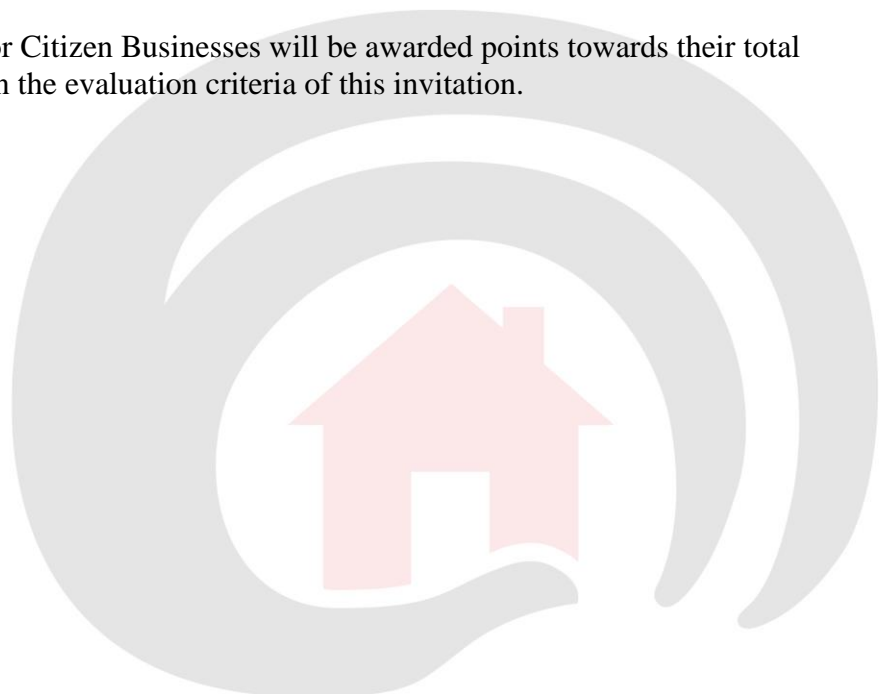 or Citizen Businesses will be awarded points towards their total
n the evaluation criteria of this invitation.